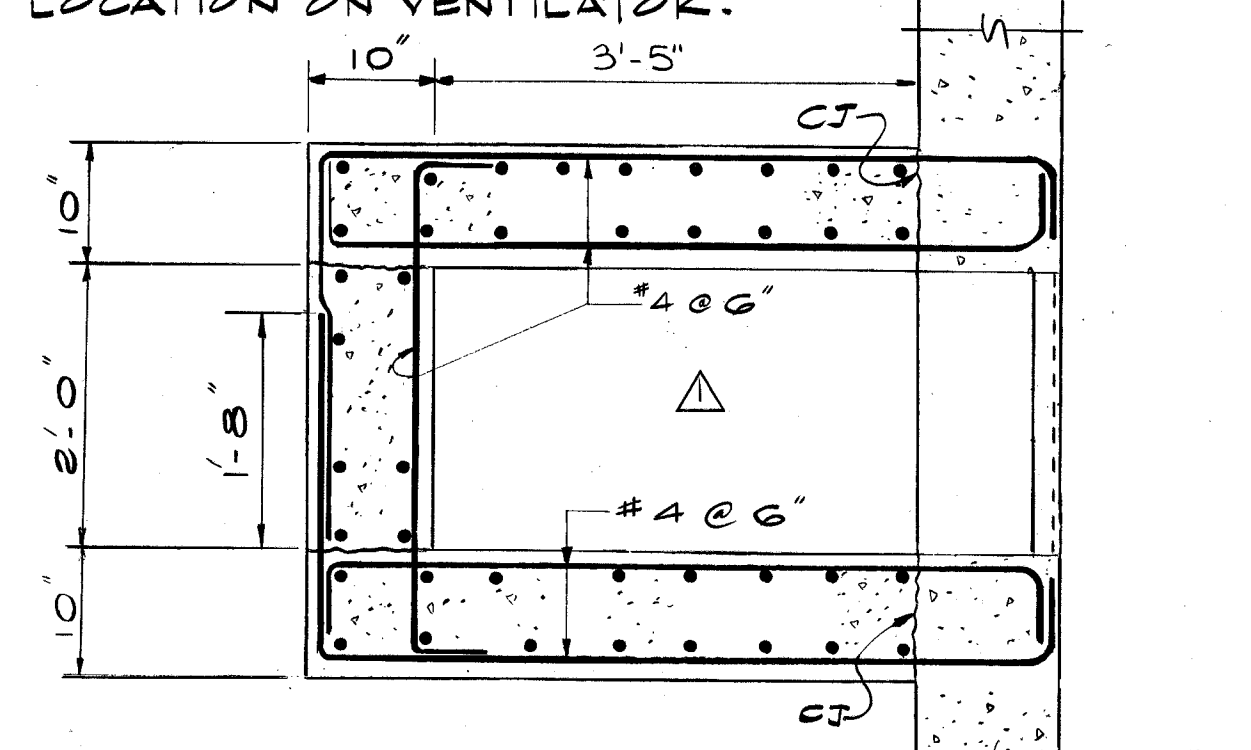 LOCATION ON VENTILATOR.
10" 3'-5"
CJ
10"
#4 @ 6"
2'-0"
1'-8"
1
#4 @ 6"
10"
CJ